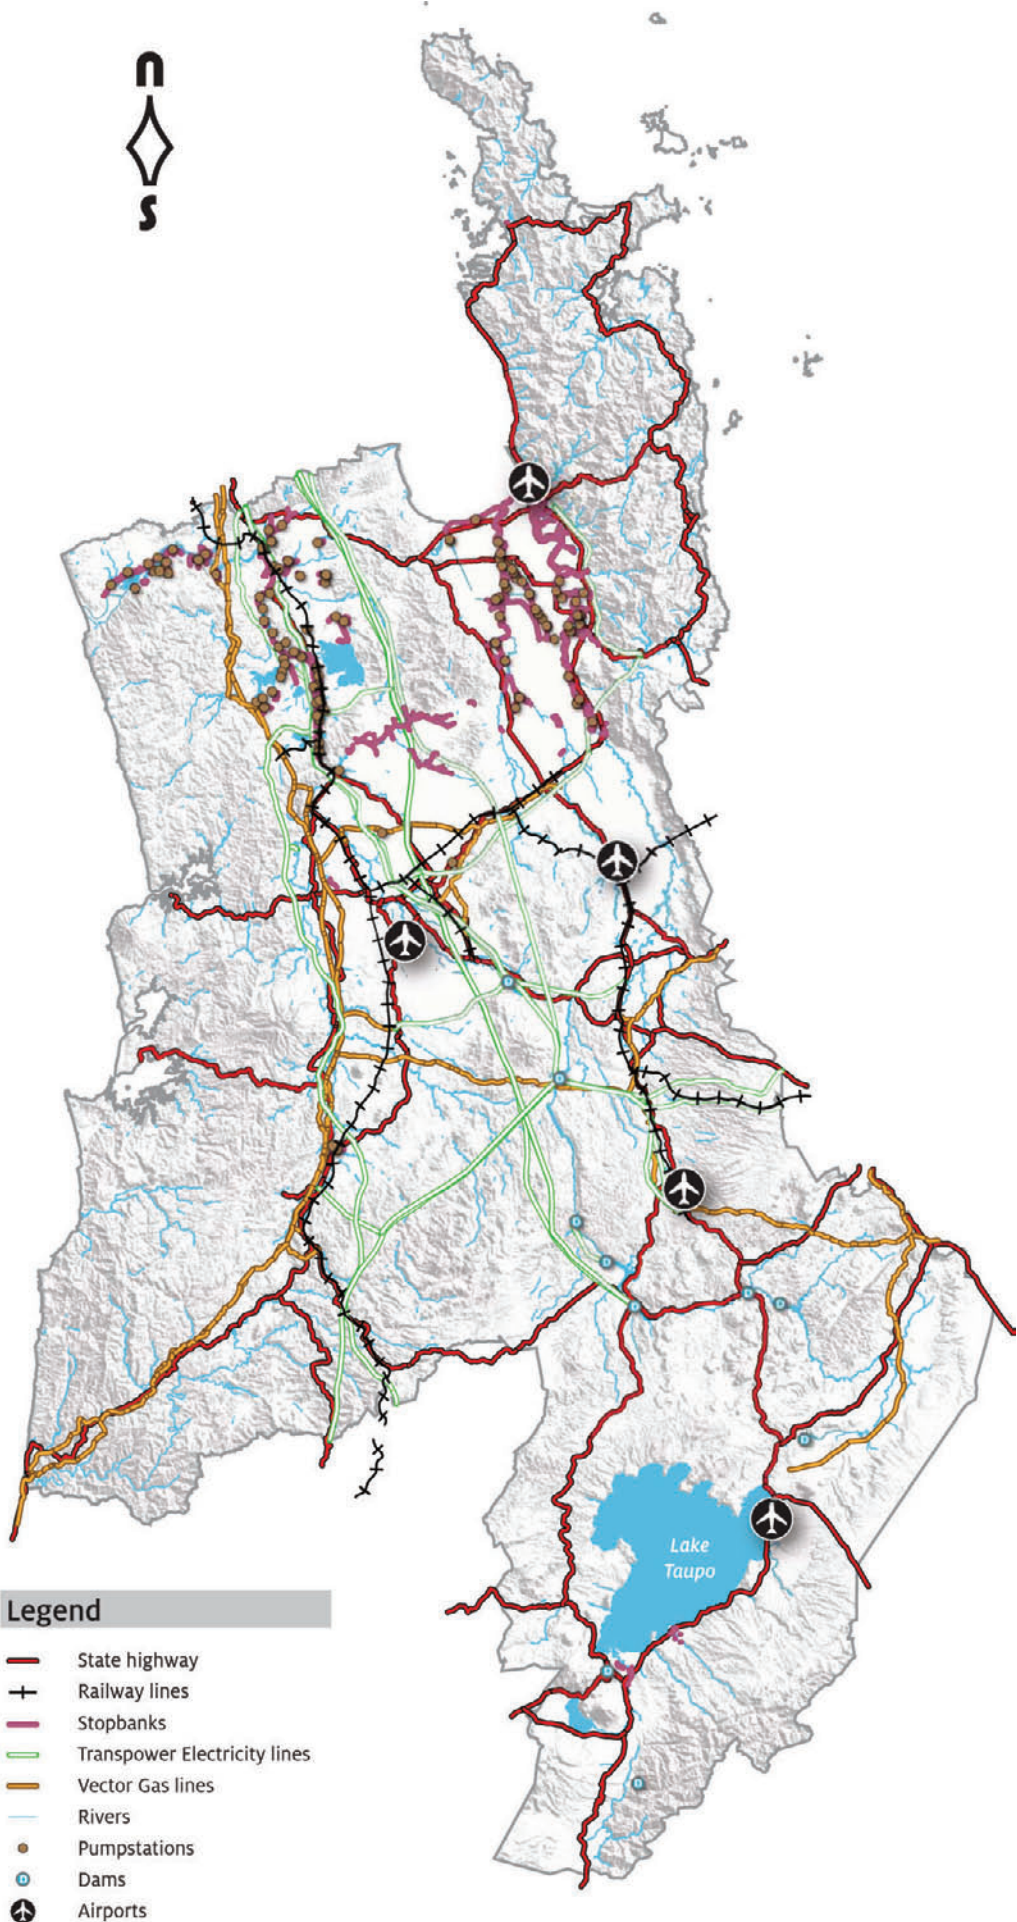 n
s
Lake
Taupo
Legend
State highway
Railway lines
Stopbanks
Transpower Electricity lines
Vector Gas lines
Rivers
Pumpstations
D Dams
Airports